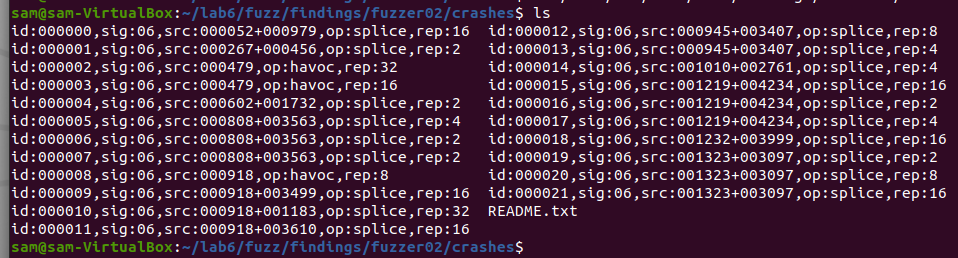 sam@sam-VirtualBox:~/lab6/fuzz/findings/fuzzer02/crashes$ ls
id:000000,sig:06,src:000052+000979,op:splice,rep:16 id:000012,sig:06,src:000945+003407,op:splice,rep:8
id:000001,sig:06,src:000267+000456,op:splice,rep:2 id:000013,sig:06,src:000945+003407,op:splice,rep:4
id:000002,sig:06,src:000479,op:havoc,rep:32 id:000014,sig:06,src:001010+002761,op:splice,rep:4
id:000003,sig:06,src:000479,op:havoc,rep:16 id:000015,sig:06,src:001219+004234,op:splice,rep:16
id:000004,sig:06,src:000602+001732,op:splice,rep:2 id:000016,sig:06,src:001219+004234,op:splice,rep:2
id:000005,sig:06,src:000808+003563,op:splice,rep:4 id:000017,sig:06,src:001219+004234,op:splice,rep:4
id:000006,sig:06,src:000808+003563,op:splice,rep:2 id:000018,sig:06,src:001232+003999,op:splice,rep:16
id:000007,sig:06,src:000808+003563,op:splice,rep:2 id:000019,sig:06,src:001323+003097,op:splice,rep:2
id:000008,sig:06,src:000918,op:havoc,rep:8 id:000020,sig:06,src:001323+003097,op:splice,rep:8
id:000009,sig:06,src:000918+003499,op:splice,rep:16 id:000021,sig:06,src:001323+003097,op:splice,rep:16
id:000010,sig:06,src:000918+001183,op:splice,rep:32 README.txt
id:000011,sig:06,src:000918+003610,op:splice,rep:16
sam@sam-VirtualBox:~/lab6/fuzz/findings/fuzzer02/crashes$